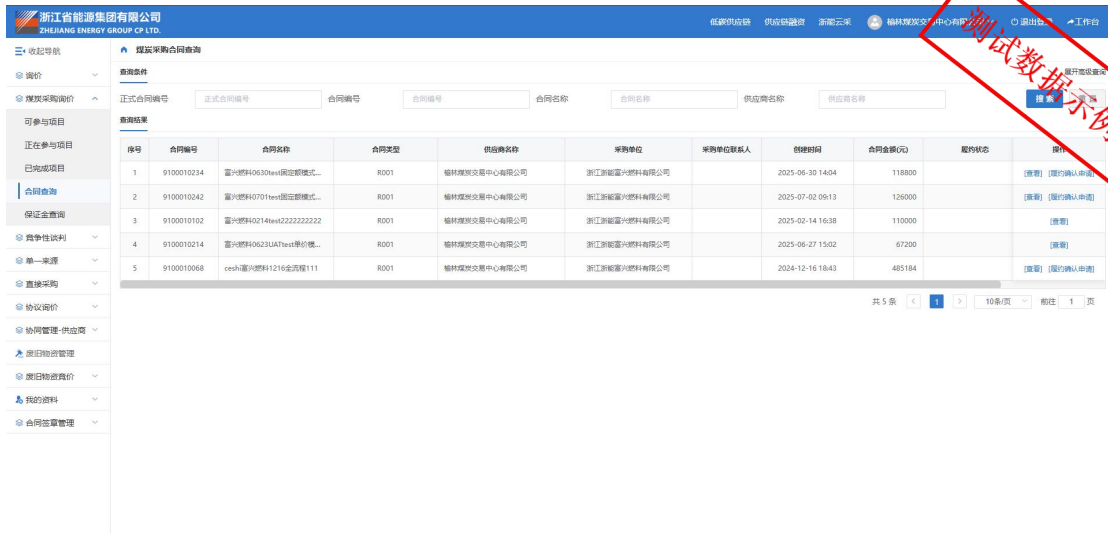 浙江省能源集团有限公司
ZHEJIANG ENERGY GROUP CP LTD.
低碳供应链 供应链融资 浙能云采 榆林煤炭交易中心有限 退出登 工作台
收起导航
煤炭采购合同查询
询价
查询条件
展开高级查询
煤炭采购询价
正式合同编号 正式合同编号 合同编号 合同编号 合同名称 合同名称 供应商名称 供应商名称 搜索
可参与项目
查询结果
正在参与项目
序号 合同编号 合同名称 合同类型 供应商名称 采购单位 采购单位联系人 创建时间 合同金额(元) 履约状态 操作
已完成项目
1 9100010234 富兴燃料0630test固定额模式... R001 榆林煤炭交易中心有限公司 浙江浙能富兴燃料有限公司 2025-06-30 14:04 118800 [查看] [履约确认申请]
合同查询
2 9100010242 富兴燃料0701test固定额模式... R001 榆林煤炭交易中心有限公司 浙江浙能富兴燃料有限公司 2025-07-02 09:13 126000 [查看] [履约确认申请]
保证金查询
3 9100010102 富兴燃料0214test2222222222 R001 榆林煤炭交易中心有限公司 浙江浙能富兴燃料有限公司 2025-02-14 16:38 110000 [查看]
竞争性谈判
4 9100010214 富兴燃料0623UATtest单价模... R001 榆林煤炭交易中心有限公司 浙江浙能富兴燃料有限公司 2025-06-27 15:02 67200 [查看]
单一来源
5 9100010068 ceshi富兴燃料1216全流程111 R001 榆林煤炭交易中心有限公司 浙江浙能富兴燃料有限公司 2024-12-16 18:43 485184 [查看] [履约确认申请]
直接采购
共 5 条 < 1 > 10条/页 前往 1 页
协议询价
协同管理-供应商
废旧物资管理
废旧物资竞价
我的资料
合同签章管理
测试数据示例